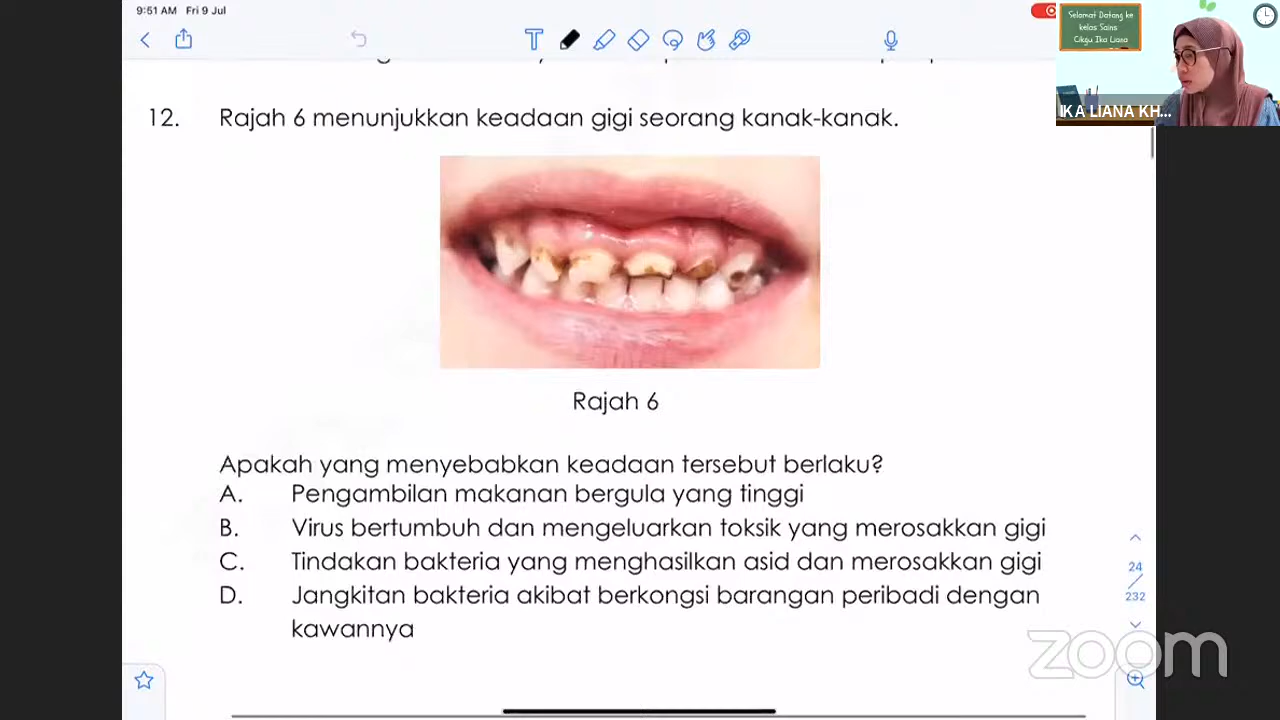 9:51 AM Fri 9 Jul
Selamat Datang ke
kelas Sains
Cikgu Ika Liana
IKA LIANA KH...
12. Rajah 6 menunjukkan keadaan gigi seorang kanak-kanak.
Rajah 6
Apakah yang menyebabkan keadaan tersebut berlaku?
A. Pengambilan makanan bergula yang tinggi
B. Virus bertumbuh dan mengeluarkan toksik yang merosakkan gigi
C. Tindakan bakteria yang menghasilkan asid dan merosakkan gigi
D. Jangkitan bakteria akibat berkongsi barangan peribadi dengan
kawannya
24
232
zoom